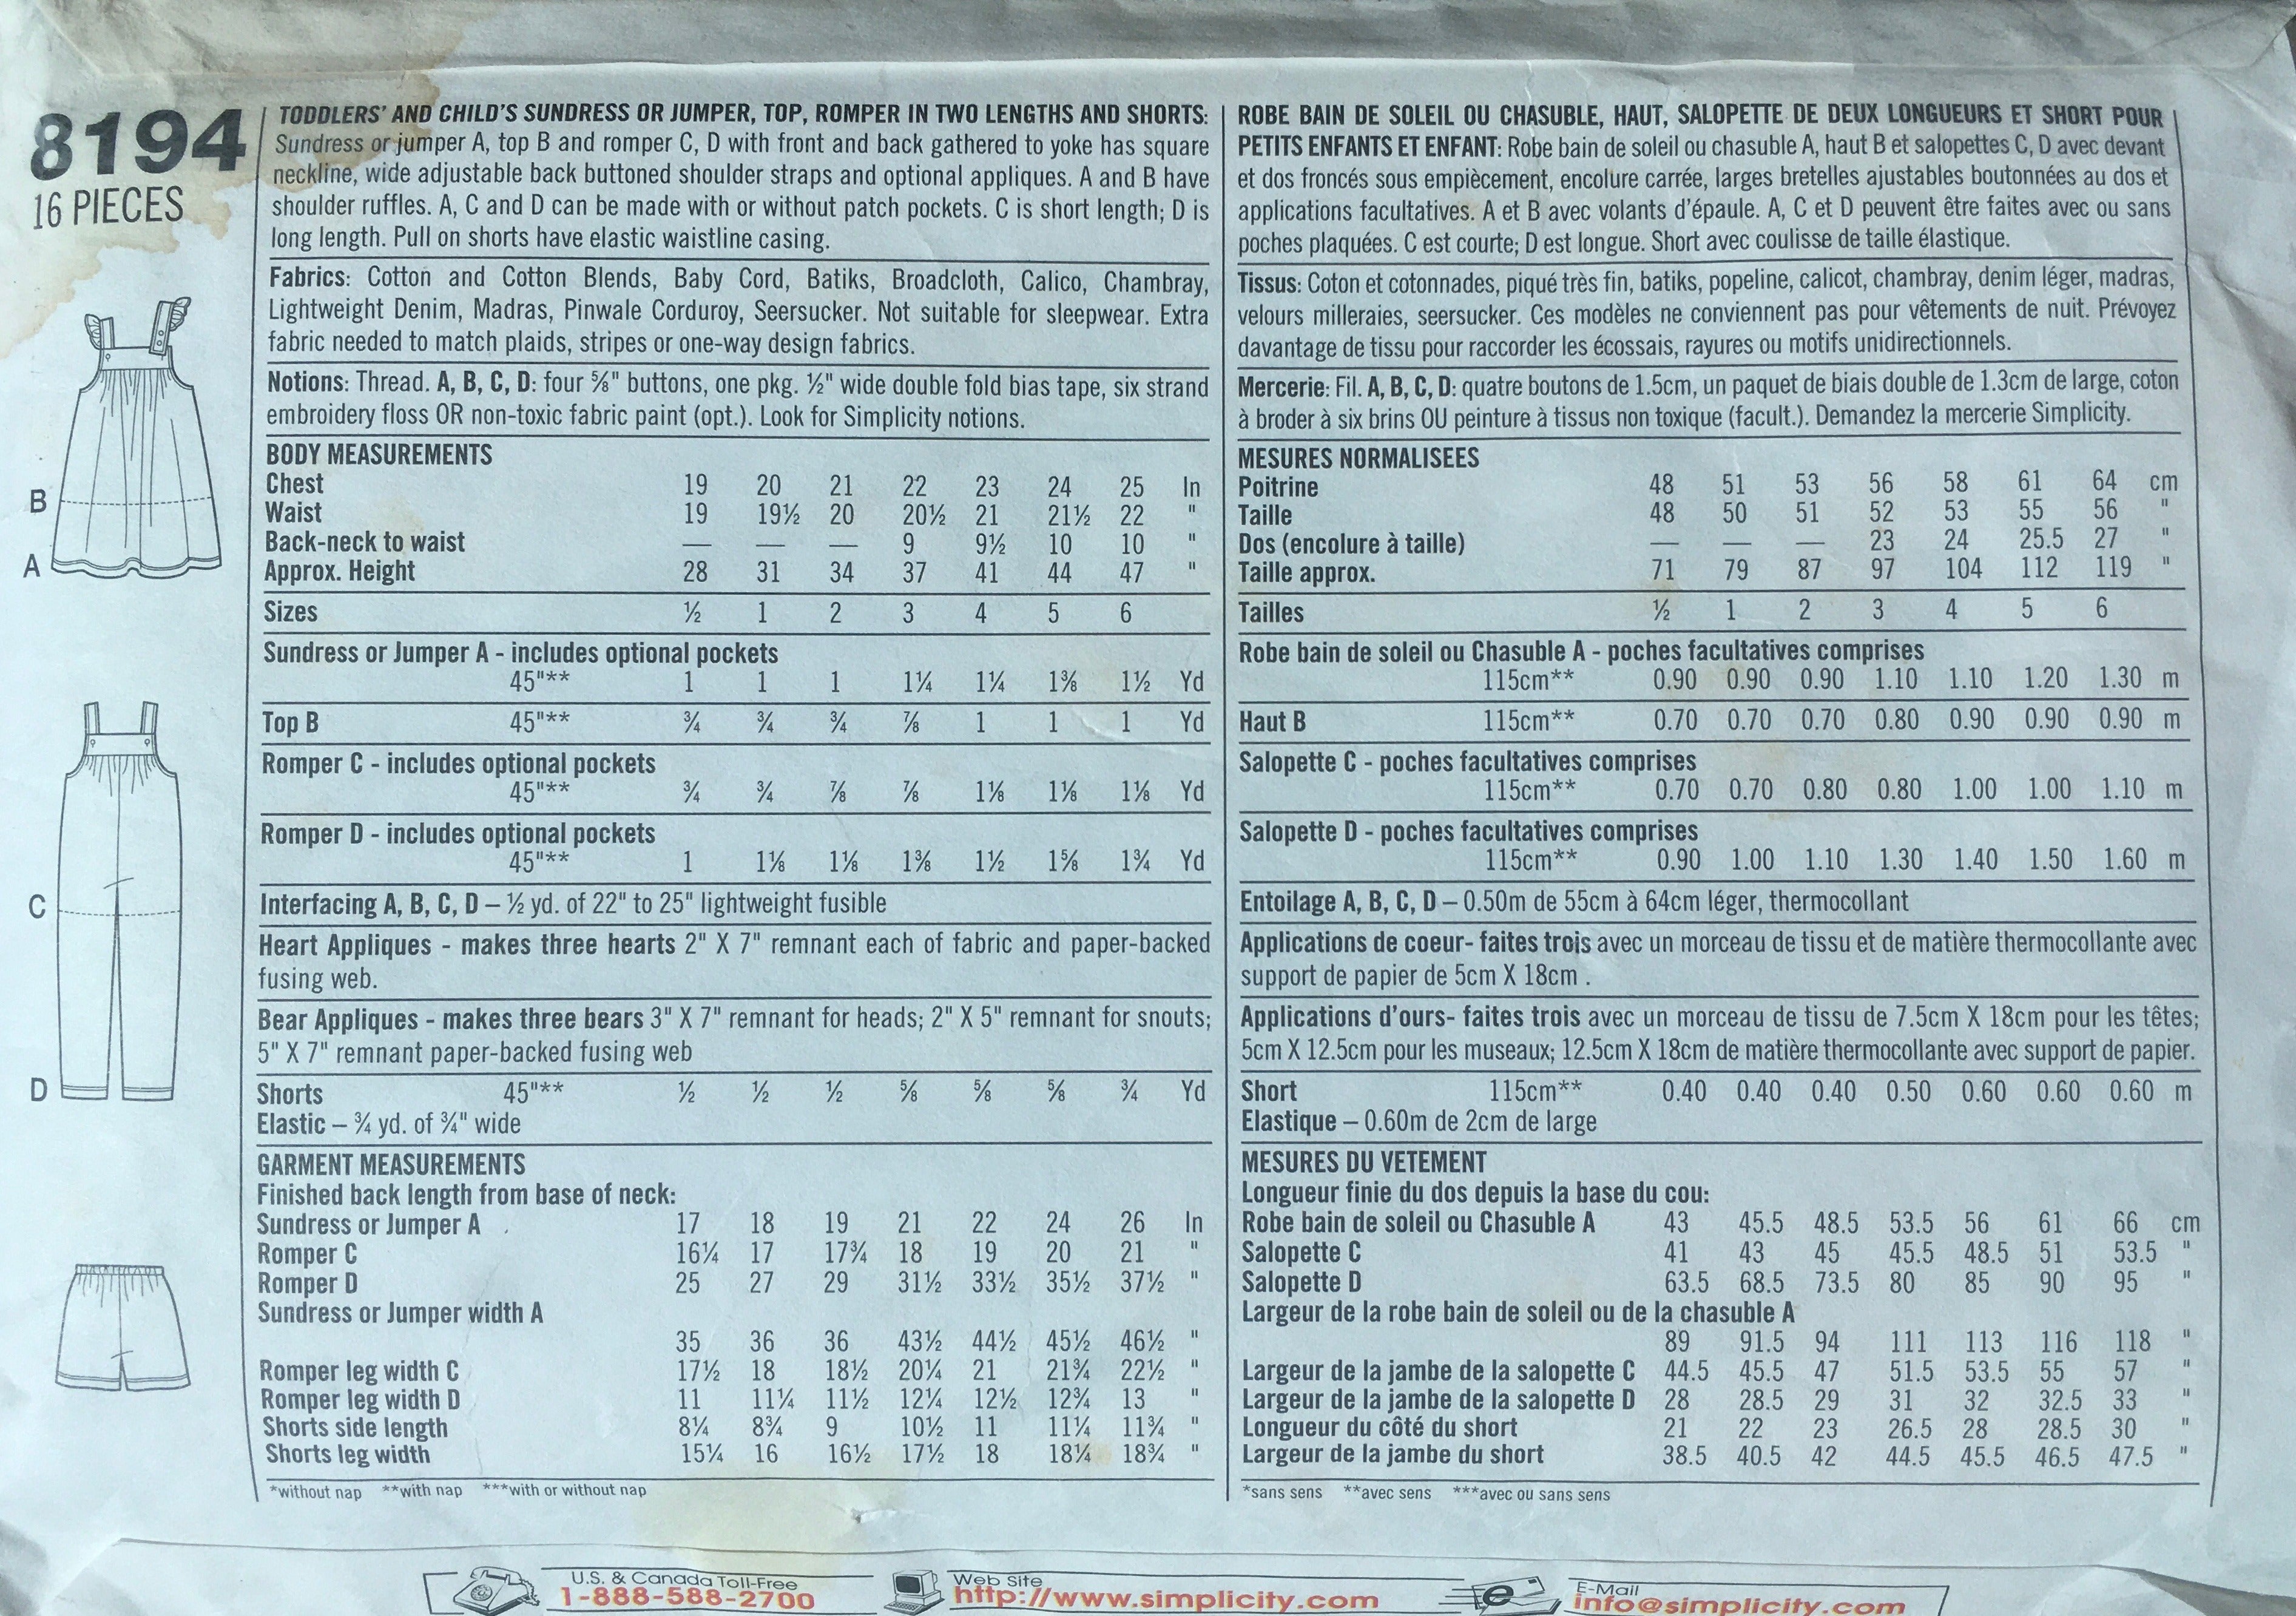 8194
16 PIECES
TODDLERS' AND CHILD'S SUNDRESS OR JUMPER, TOP, ROMPER IN TWO LENGTHS AND SHORTS:
Sundress or jumper A, top B and romper C, D with front and back gathered to yoke has square
neckline, wide adjustable back buttoned shoulder straps and optional appliques. A and B have
shoulder ruffles. A, C and D can be made with or without patch pockets. C is short length; D is
long length. Pull on shorts have elastic waistline casing.
Fabrics: Cotton and Cotton Blends, Baby Cord, Batiks, Broadcloth, Calico, Chambray,
Lightweight Denim, Madras, Pinwale Corduroy, Seersucker. Not suitable for sleepwear. Extra
fabric needed to match plaids, stripes or one-way design fabrics.
Notions: Thread. A, B, C, D: four ⅝" buttons, one pkg. ½" wide double fold bias tape, six strand
embroidery floss OR non-toxic fabric paint (opt.). Look for Simplicity notions.
BODY MEASUREMENTS
Chest 19 20 21 22 23 24 25 In
Waist 19 19½ 20 20½ 21 21½ 22 "
Back-neck to waist — — — 9 9½ 10 10 "
Approx. Height 28 31 34 37 41 44 47 "
Sizes ½ 1 2 3 4 5 6
Sundress or Jumper A - includes optional pockets
45"** 1 1 1 1¼ 1¼ 1⅜ 1½ Yd
Top B 45"** ¾ ¾ ¾ ⅞ 1 1 1 Yd
Romper C - includes optional pockets
45"** ¾ ¾ ⅞ ⅞ 1⅛ 1⅛ 1⅛ Yd
Romper D - includes optional pockets
45"** 1 1⅛ 1⅛ 1⅜ 1½ 1⅝ 1¾ Yd
Interfacing A, B, C, D – ½ yd. of 22" to 25" lightweight fusible
Heart Appliques - makes three hearts 2" X 7" remnant each of fabric and paper-backed
fusing web.
Bear Appliques - makes three bears 3" X 7" remnant for heads; 2" X 5" remnant for snouts;
5" X 7" remnant paper-backed fusing web
Shorts 45"** ½ ½ ½ ⅝ ⅝ ⅝ ¾ Yd
Elastic – ¾ yd. of ¾" wide
GARMENT MEASUREMENTS
Finished back length from base of neck:
Sundress or Jumper A 17 18 19 21 22 24 26 In
Romper C 16¼ 17 17¾ 18 19 20 21 "
Romper D 25 27 29 31½ 33½ 35½ 37½ "
Sundress or Jumper width A
35 36 36 43½ 44½ 45½ 46½ "
Romper leg width C 17½ 18 18½ 20¼ 21 21¾ 22½ "
Romper leg width D 11 11¼ 11½ 12¼ 12½ 12¾ 13 "
Shorts side length 8¼ 8¾ 9 10½ 11 11¼ 11¾ "
Shorts leg width 15¼ 16 16½ 17½ 18 18¼ 18¾ "
*without nap **with nap ***with or without nap
B
A
C
D
ROBE BAIN DE SOLEIL OU CHASUBLE, HAUT, SALOPETTE DE DEUX LONGUEURS ET SHORT POUR
PETITS ENFANTS ET ENFANT: Robe bain de soleil ou chasuble A, haut B et salopettes C, D avec devant
et dos froncés sous empiècement, encolure carrée, larges bretelles ajustables boutonnées au dos et
applications facultatives. A et B avec volants d'épaule. A, C et D peuvent être faites avec ou sans
poches plaquées. C est courte; D est longue. Short avec coulisse de taille élastique.
Tissus: Coton et cotonnades, piqué très fin, batiks, popeline, calicot, chambray, denim léger, madras,
velours milleraies, seersucker. Ces modèles ne conviennent pas pour vêtements de nuit. Prévoyez
davantage de tissu pour raccorder les écossais, rayures ou motifs unidirectionnels.
Mercerie: Fil. A, B, C, D: quatre boutons de 1.5cm, un paquet de biais double de 1.3cm de large, coton
à broder à six brins OU peinture à tissus non toxique (facult.). Demandez la mercerie Simplicity.
MESURES NORMALISEES
Poitrine 48 51 53 56 58 61 64 cm
Taille 48 50 51 52 53 55 56 "
Dos (encolure à taille) — — — 23 24 25.5 27 "
Taille approx. 71 79 87 97 104 112 119 "
Tailles ½ 1 2 3 4 5 6
Robe bain de soleil ou Chasuble A - poches facultatives comprises
115cm** 0.90 0.90 0.90 1.10 1.10 1.20 1.30 m
Haut B 115cm** 0.70 0.70 0.70 0.80 0.90 0.90 0.90 m
Salopette C - poches facultatives comprises
115cm** 0.70 0.70 0.80 0.80 1.00 1.00 1.10 m
Salopette D - poches facultatives comprises
115cm** 0.90 1.00 1.10 1.30 1.40 1.50 1.60 m
Entoilage A, B, C, D – 0.50m de 55cm à 64cm léger, thermocollant
Applications de coeur- faites trois avec un morceau de tissu et de matière thermocollante avec
support de papier de 5cm X 18cm .
Applications d'ours- faites trois avec un morceau de tissu de 7.5cm X 18cm pour les têtes;
5cm X 12.5cm pour les museaux; 12.5cm X 18cm de matière thermocollante avec support de papier.
Short 115cm** 0.40 0.40 0.40 0.50 0.60 0.60 0.60 m
Elastique – 0.60m de 2cm de large
MESURES DU VETEMENT
Longueur finie du dos depuis la base du cou:
Robe bain de soleil ou Chasuble A 43 45.5 48.5 53.5 56 61 66 cm
Salopette C 41 43 45 45.5 48.5 51 53.5 "
Salopette D 63.5 68.5 73.5 80 85 90 95 "
Largeur de la robe bain de soleil ou de la chasuble A
89 91.5 94 111 113 116 118 "
Largeur de la jambe de la salopette C 44.5 45.5 47 51.5 53.5 55 57 "
Largeur de la jambe de la salopette D 28 28.5 29 31 32 32.5 33 "
Longueur du côté du short 21 22 23 26.5 28 28.5 30 "
Largeur de la jambe du short 38.5 40.5 42 44.5 45.5 46.5 47.5 "
*sans sens **avec sens ***avec ou sans sens
U.S. & Canada Toll-Free
1-888-588-2700
Web Site
http://www.simplicity.com
e
E-Mail
info@simplicity.com